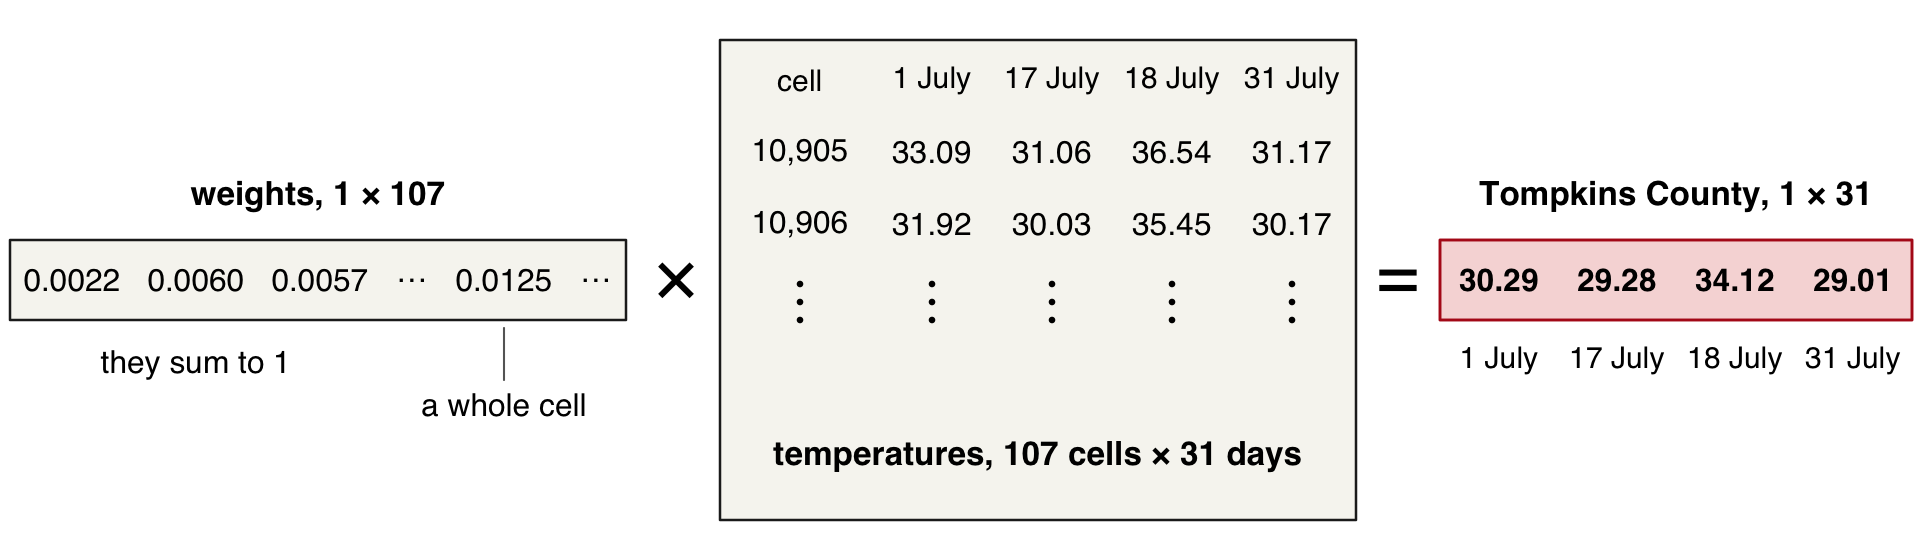 weights, 1 × 107
0.0022 0.0060 0.0057 ⋯ 0.0125 ⋯
they sum to 1
a whole cell
×
cell 1 July 17 July 18 July 31 July
10,905 33.09 31.06 36.54 31.17
10,906 31.92 30.03 35.45 30.17
⋮ ⋮ ⋮ ⋮ ⋮
temperatures, 107 cells × 31 days
=
Tompkins County, 1 × 31
30.29 29.28 34.12 29.01
1 July 17 July 18 July 31 July